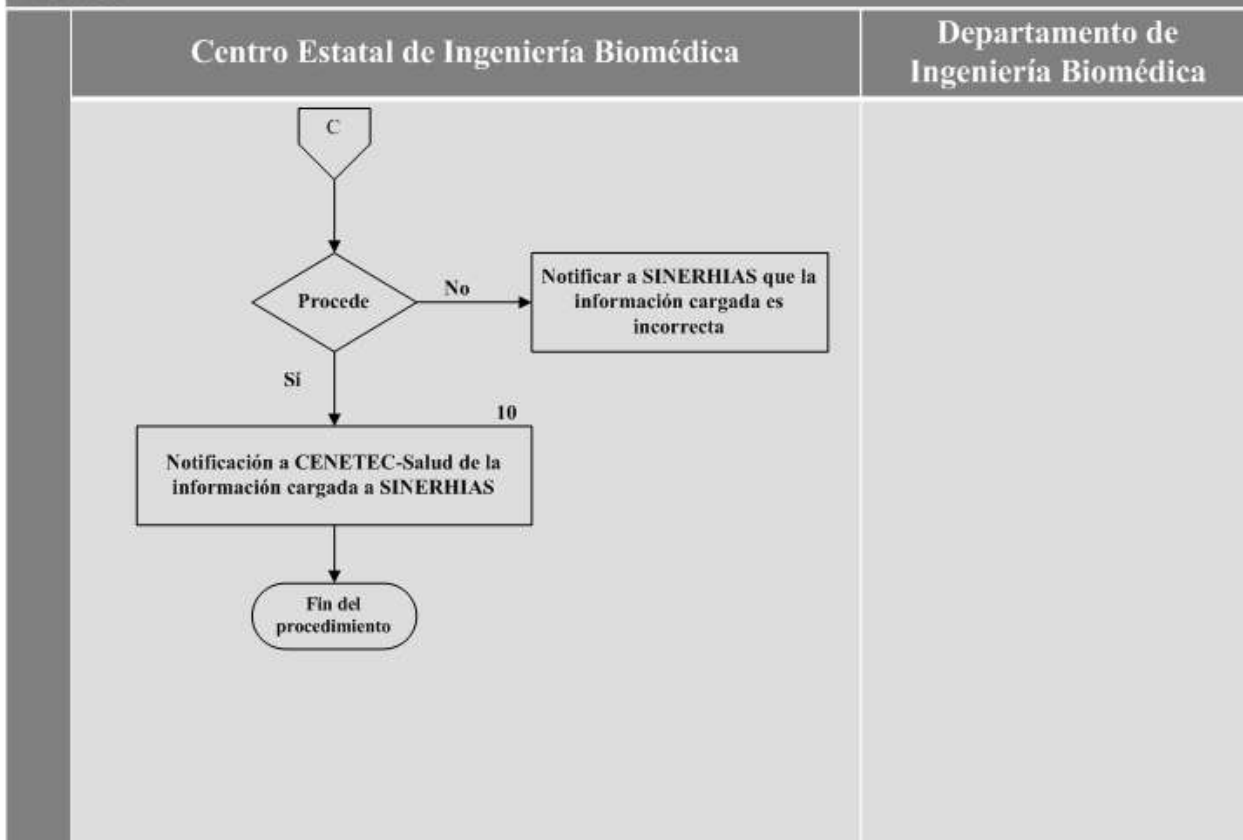 Centro Estatal de Ingeniería Biomédica
Departamento de
Ingeniería Biomédica
C
Procede
No
Notificar a SINERHIAS que la
información cargada es
incorrecta
Sí
10
Notificación a CENETEC-Salud de la
información cargada a SINERHIAS
Fin del
procedimiento